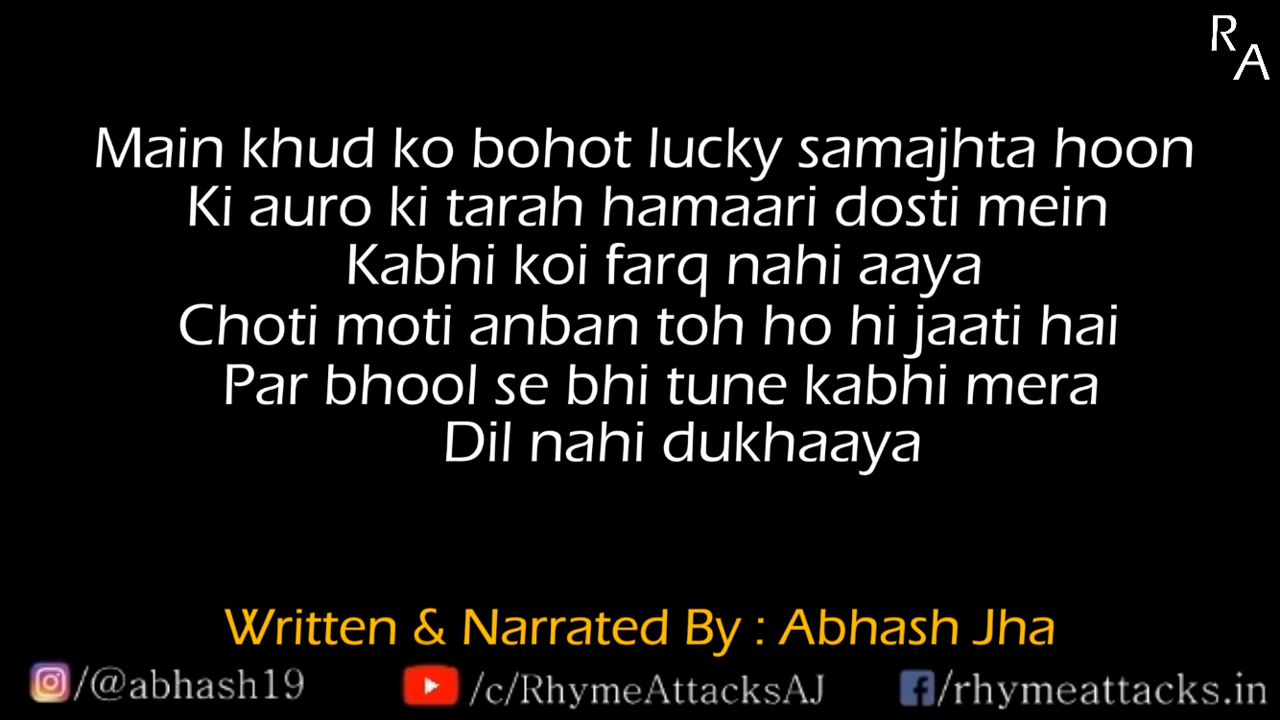 R
A
Main khud ko bohot lucky samajhta hoon
Ki auro ki tarah hamaari dosti mein
Kabhi koi farq nahi aaya
Choti moti anban toh ho hi jaati hai
Par bhool se bhi tune kabhi mera
Dil nahi dukhaaya
Written & Narrated By : Abhash Jha
/@abhash19 /c/RhymeAttacksAJ /rhymeattacks.in